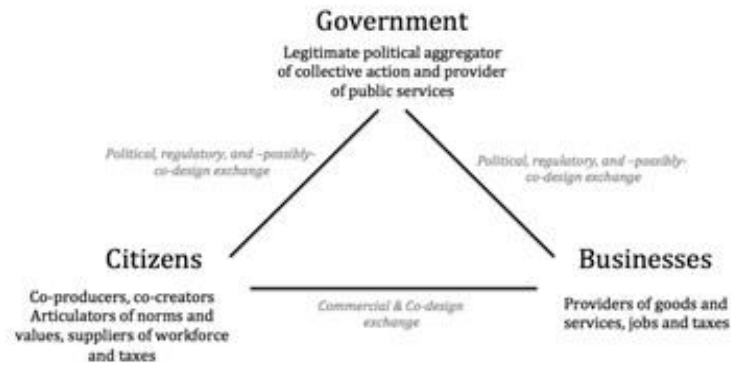 Government
Legitimate political aggregator
of collective action and provider
of public services
Political, regulatory, and –possibly-
co-design exchange
Political, regulatory, and –possibly-
co-design exchange
Citizens
Co-producers, co-creators
Articulators of norms and
values, suppliers of workforce
and taxes
Commercial & Co-design
exchange
Businesses
Providers of goods and
services, jobs and taxes